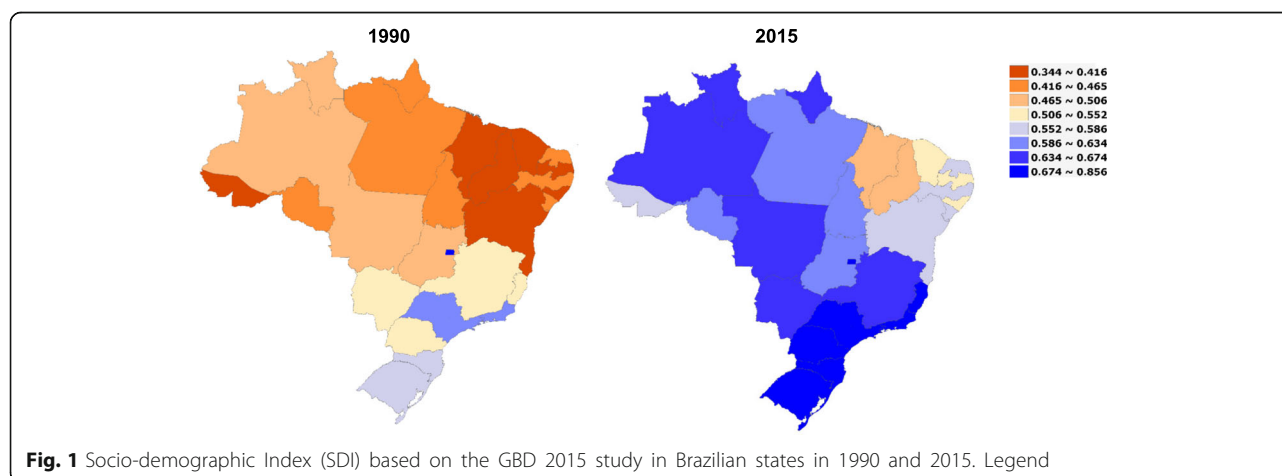 1990 2015
0.344 ~ 0.416
0.416 ~ 0.465
0.465 ~ 0.506
0.506 ~ 0.552
0.552 ~ 0.586
0.586 ~ 0.634
0.634 ~ 0.674
0.674 ~ 0.856
Fig. 1 Socio-demographic Index (SDI) based on the GBD 2015 study in Brazilian states in 1990 and 2015. Legend